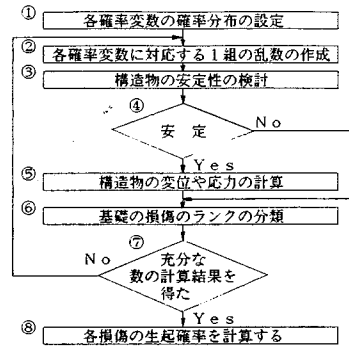 ① 各確率変数の確率分布の設定
② 各確率変数に対応する1組の乱数の作成
③ 構造物の安定性の検討
④ 安定 No
Yes
⑤ 構造物の変位や応力の計算
⑥ 基礎の損傷のランクの分類
⑦
No 充分な
数の計算結果を
得た
Yes
⑧ 各損傷の生起確率を計算する